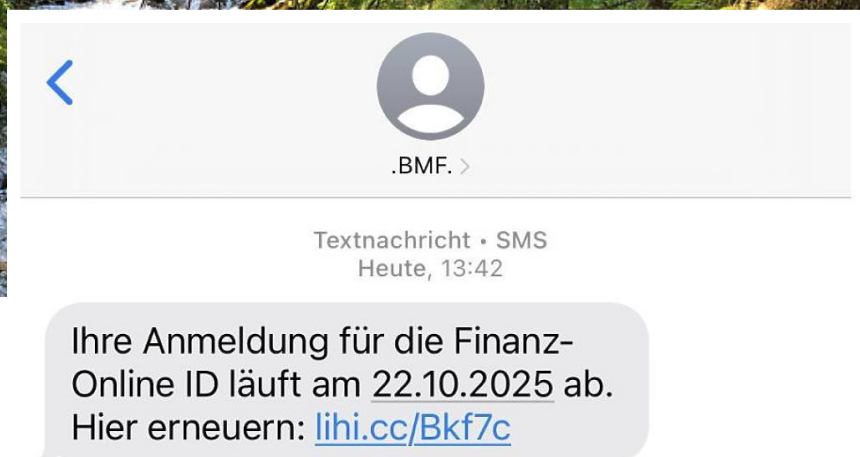 .BMF. >
Textnachricht • SMS
Heute, 13:42
Ihre Anmeldung für die Finanz-
Online ID läuft am 22.10.2025 ab.
Hier erneuern: lihi.cc/Bkf7c